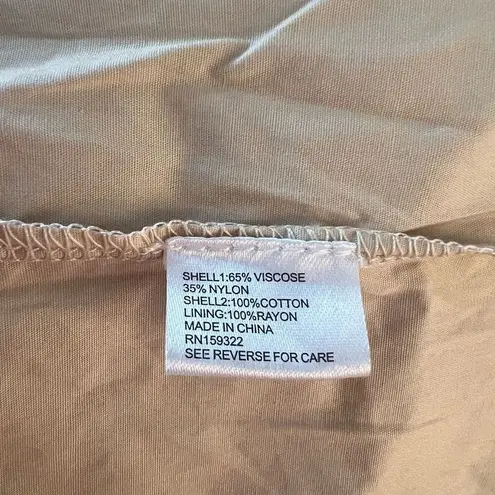 SHELL1:65% VISCOSE
35% NYLON
SHELL2:100%COTTON
LINING:100%RAYON
MADE IN CHINA
RN159322
SEE REVERSE FOR CARE